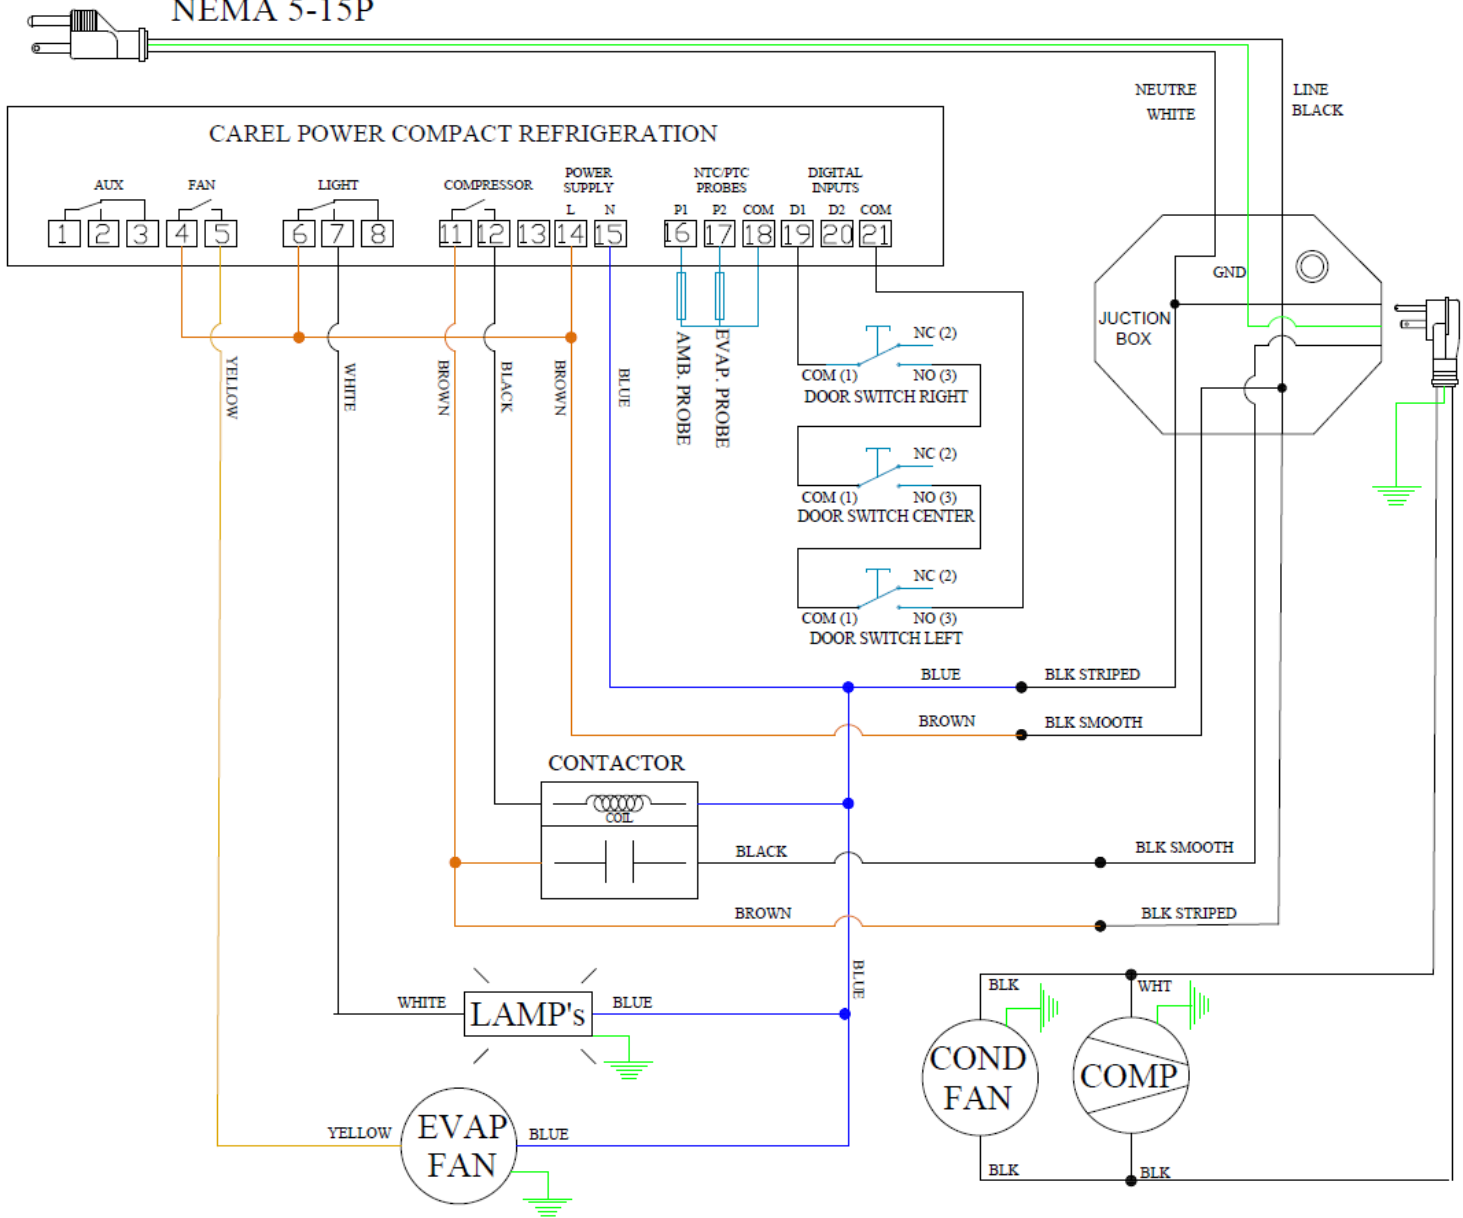 NEMA 5-15P
NEUTRE
WHITE
LINE
BLACK
CAREL POWER COMPACT REFRIGERATION
AUX
FAN
LIGHT
COMPRESSOR
POWER
SUPPLY
L N
NTC/PTC
PROBES
P1 P2 COM
DIGITAL
INPUTS
D1 D2 COM
1 2 3 4 5 6 7 8 11 12 13 14 15 16 17 18 19 20 21
GND
JUCTION
BOX
YELLOW
WHITE
BROWN
BLACK
BROWN
BLUE
AMB. PROBE
EVAP. PROBE
NC (2)
COM (1) NO (3)
DOOR SWITCH RIGHT
NC (2)
COM (1) NO (3)
DOOR SWITCH CENTER
NC (2)
COM (1) NO (3)
DOOR SWITCH LEFT
BLUE
BLK STRIPED
BROWN
BLK SMOOTH
CONTACTOR
COIL
BLACK
BLK SMOOTH
BROWN
BLK STRIPED
BLUE
WHITE
LAMP's
BLUE
YELLOW
EVAP
FAN
BLUE
BLK
WHT
COND
FAN
COMP
BLK
BLK